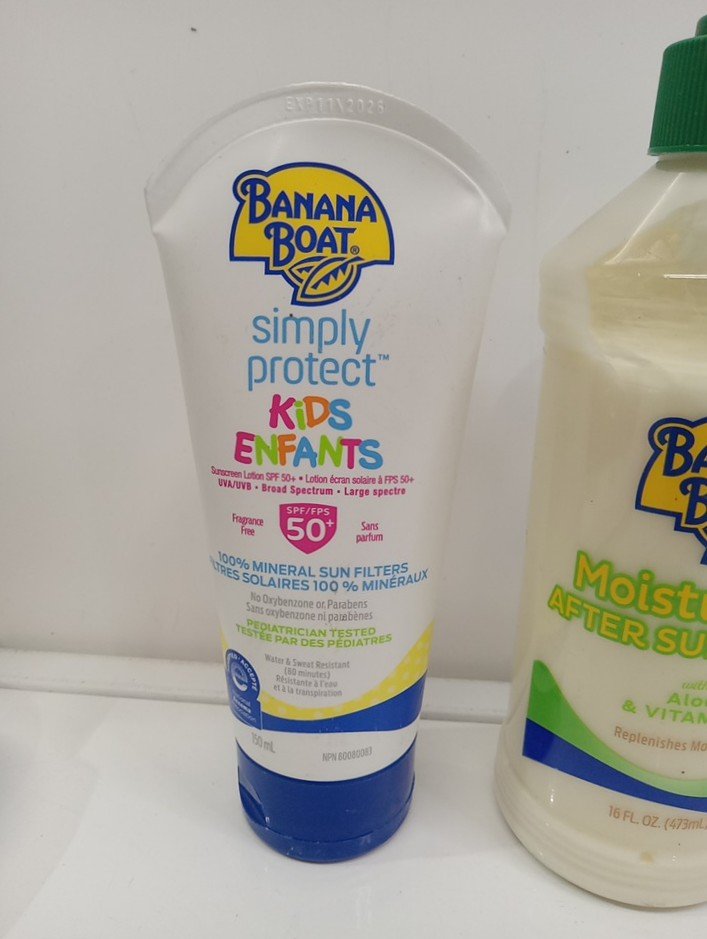 EXP 11\2026
BANANA
BOAT®
simply
protect™
KiDS
ENFANTS
Sunscreen Lotion SPF 50+ • Lotion écran solaire à FPS 50+
UVA/UVB • Broad Spectrum • Large spectre
Fragrance
Free
SPF/FPS
50+
Sans
parfum
100% MINERAL SUN FILTERS
LTRES SOLAIRES 100 % MINÉRAUX
No Oxybenzone or Parabens
Sans oxybenzone ni parabènes
PEDIATRICIAN TESTED
TESTÉE PAR DES PÉDIATRES
Water & Sweat Resistant
(80 minutes)
Résistante à l'eau
et à la transpiration
150 mL
NPN 80080083
BA
B
Moistu
AFTER SU
with
Alo
& VITAM
Replenishes Mo
16 FL. OZ. (473mL